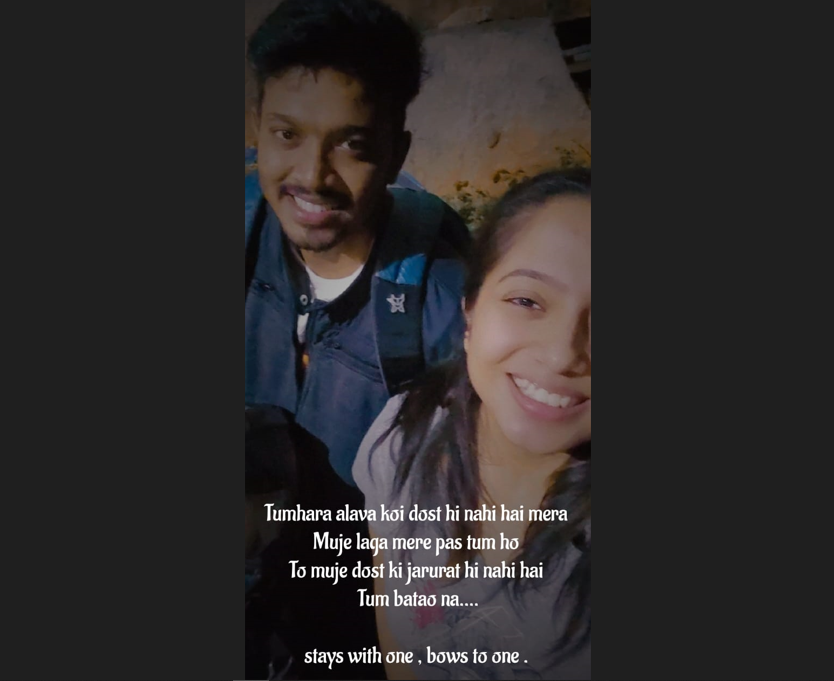 Tumhara alava koi dost hi nahi hai mera
Muje laga mere pas tum ho
To muje dost ki jarurat hi nahi hai
Tum batao na....
stays with one , bows to one .